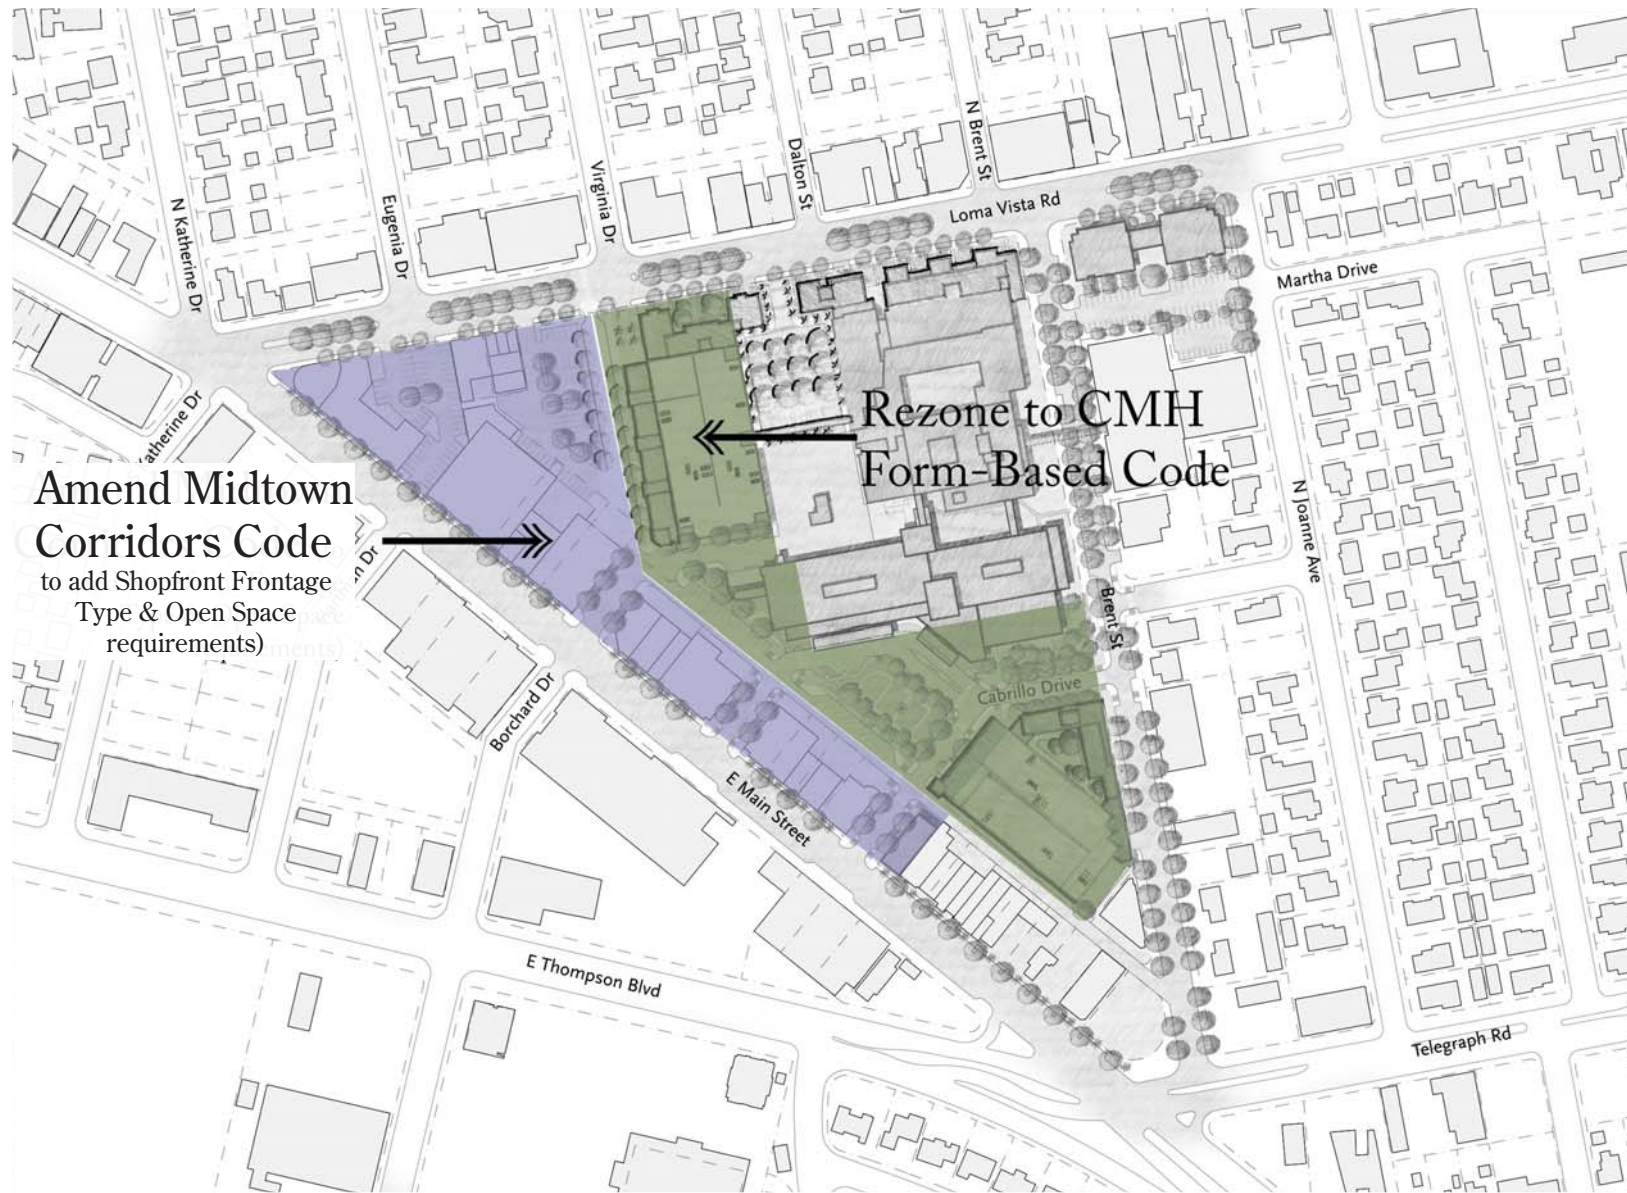 N Katherine Dr
Eugenia Dr
Virginia Dr
Dalton St
N Brent St
Loma Vista Rd
Martha Drive
Rezone to CMH
Form-Based Code
Amend Midtown
Corridors Code
to add Shopfront Frontage
Type & Open Space
requirements)
atherine Dr
n Dr
Borchard Dr
E Main Street
Cabrillo Drive
Brent St
N Joanne Ave
E Thompson Blvd
Telegraph Rd